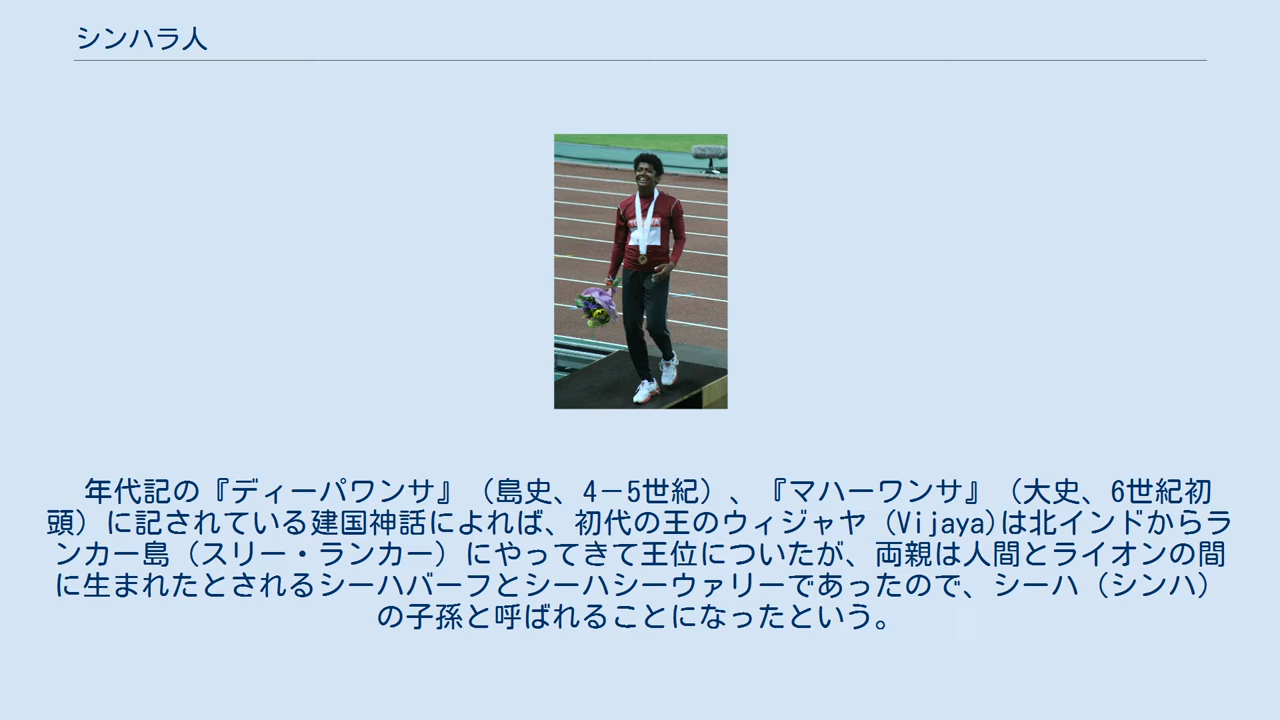 シンハラ人
年代記の『ディーパワンサ』（島史、4－5世紀）、『マハーワンサ』（大史、6世紀初
頭）に記されている建国神話によれば、初代の王のウィジャヤ (Vijaya)は北インドからラ
ンカー島（スリー・ランカー）にやってきて王位についたが、両親は人間とライオンの間
に生まれたとされるシーハバーフとシーハシーウァリーであったので、シーハ（シンハ）
の子孫と呼ばれることになったという。